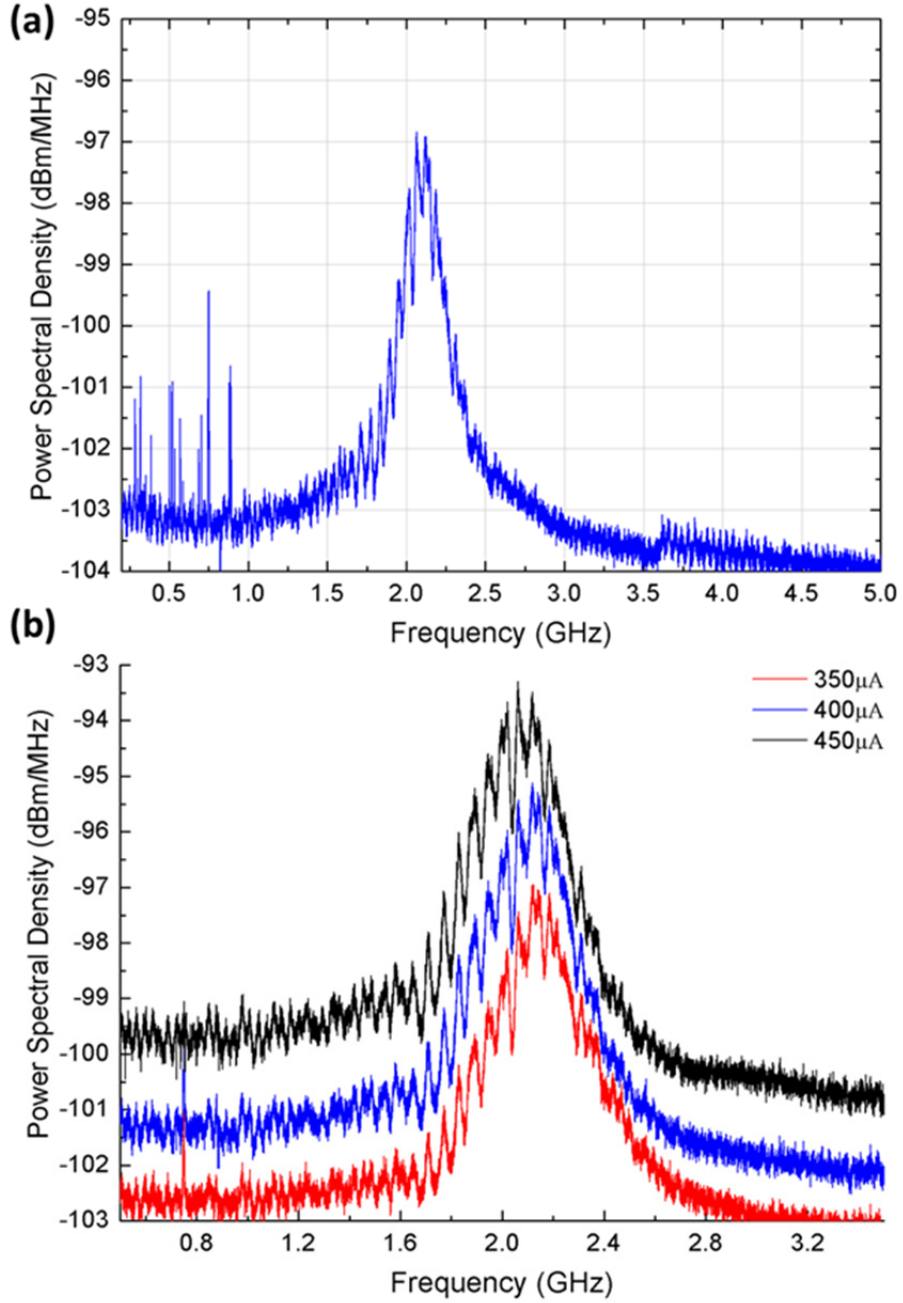 (a)
Power Spectral Density (dBm/MHz)
-95
-96
-97
-98
-99
-100
-101
-102
-103
-104
0.5 1.0 1.5 2.0 2.5 3.0 3.5 4.0 4.5 5.0
Frequency (GHz)
(b)
Power Spectral Density (dBm/MHz)
-93
-94
-95
-96
-97
-98
-99
-100
-101
-102
-103
350μA
400μA
450μA
0.8 1.2 1.6 2.0 2.4 2.8 3.2
Frequency (GHz)